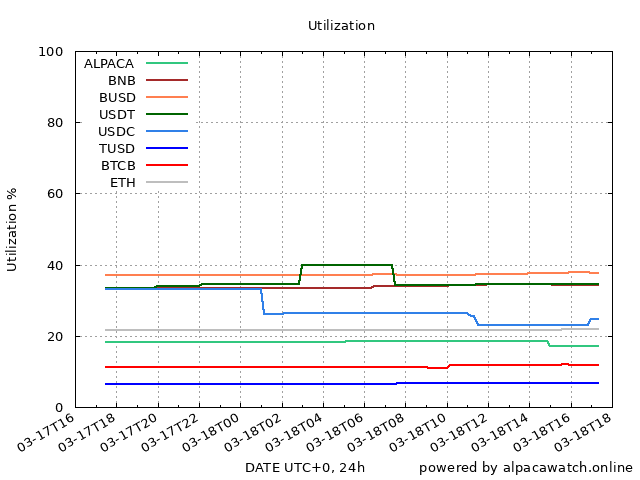 Utilization
100
80
60
40
20
0
Utilization %
ALPACA
BNB
BUSD
USDT
USDC
TUSD
BTCB
ETH
03-17T16
03-17T18
03-17T20
03-17T22
03-18T00
03-18T02
03-18T04
03-18T06
03-18T08
03-18T10
03-18T12
03-18T14
03-18T16
03-18T18
DATE UTC+0, 24h
powered by alpacawatch.online